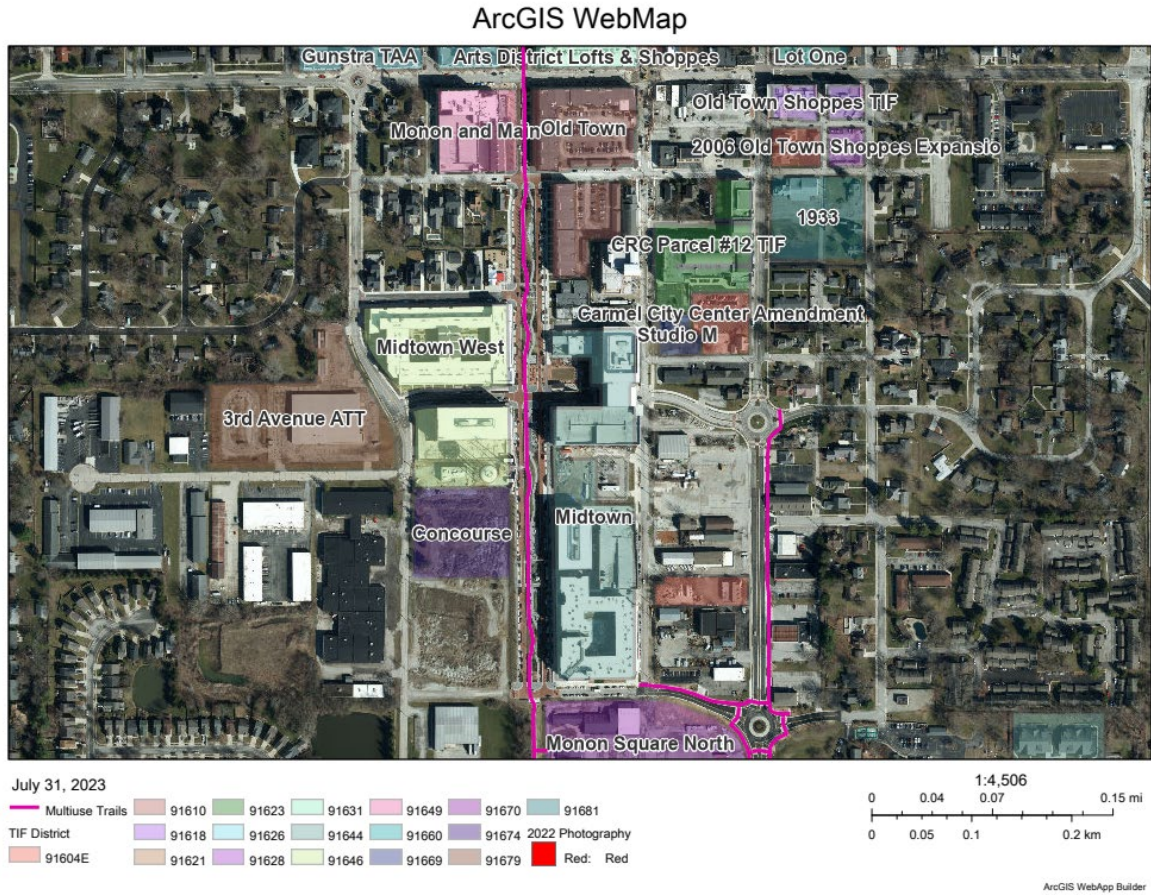 ArcGIS WebMap
Gunstra TAA
Arts District Lofts & Shoppes
Lot One
Old Town Shoppes TIF
Monon and Main
Old Town
2006 Old Town Shoppes Expansio
1933
CRC Parcel #12 TIF
Carmel City Center Amendment
Studio M
Midtown West
3rd Avenue ATT
Midtown
Concourse
Monon Square North
July 31, 2023
1:4,506
0 0.04 0.07 0.15 mi
0 0.05 0.1 0.2 km
Multiuse Trails 91610 91623 91631 91649 91670 91681
TIF District 91618 91626 91644 91660 91674 2022 Photography
91604E 91621 91628 91646 91669 91679 Red: Red
ArcGIS WebApp Builder